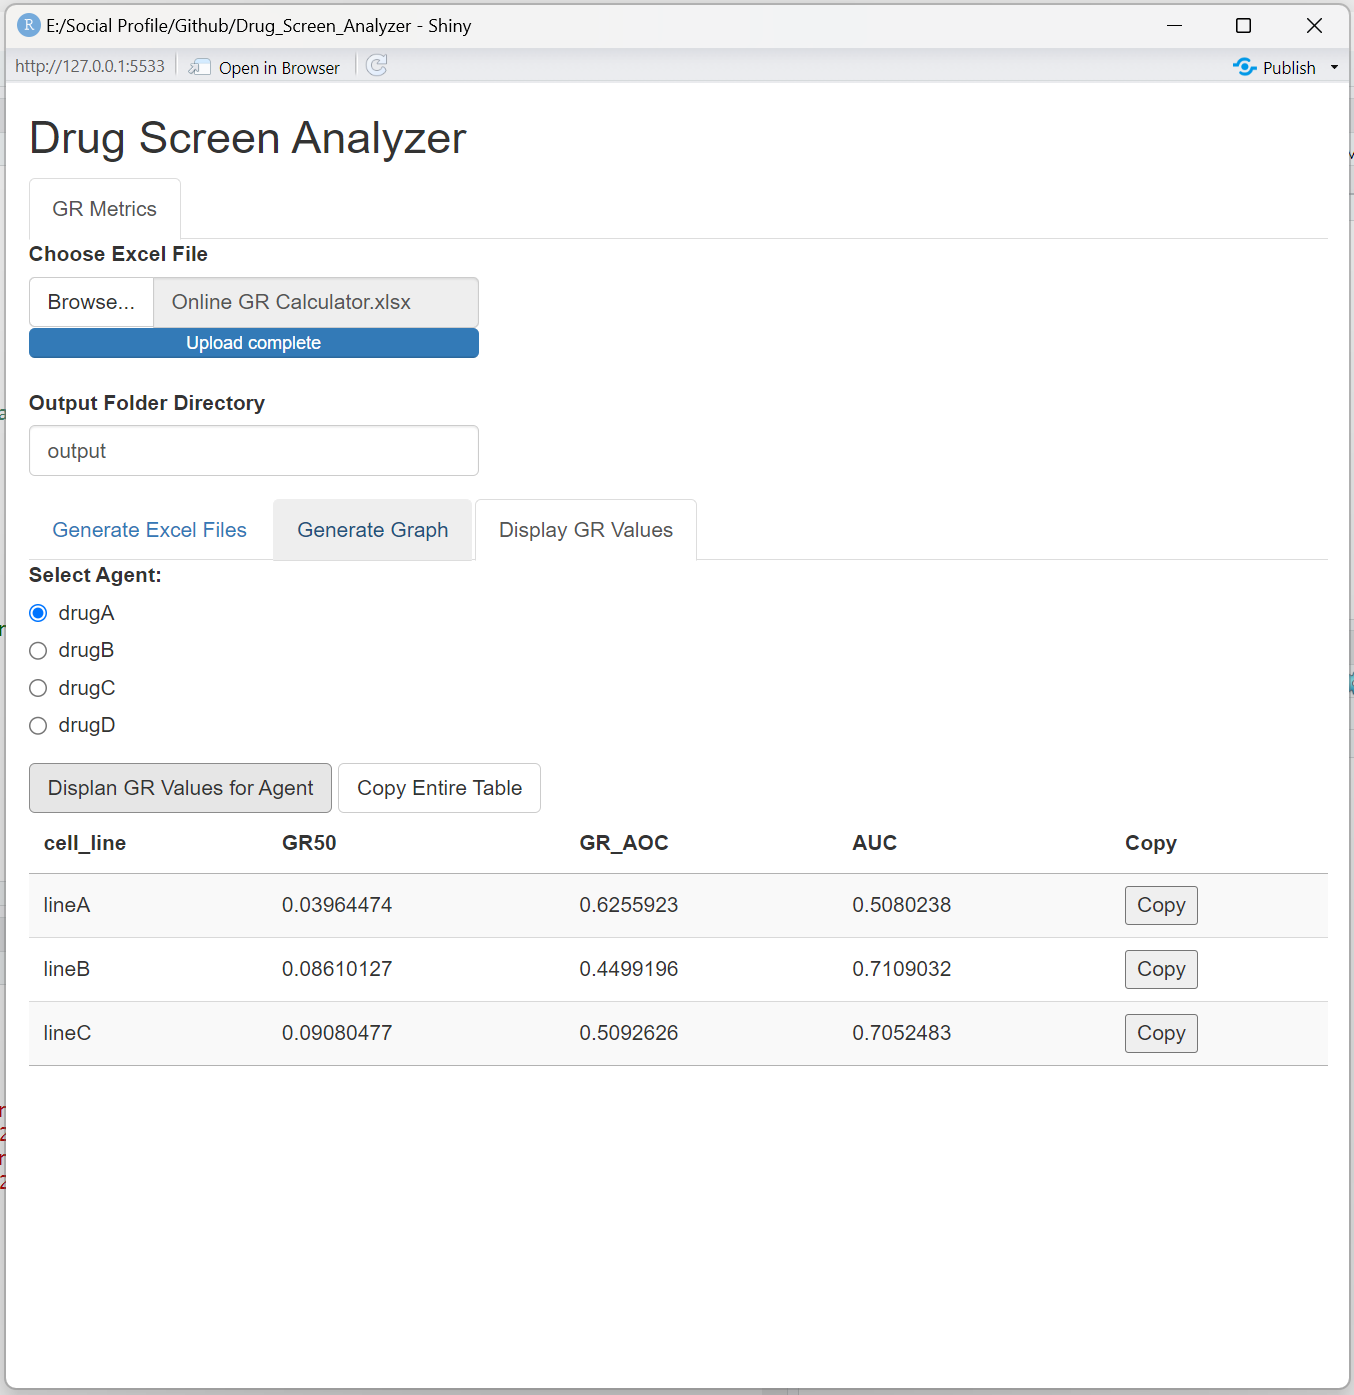 R E:/Social Profile/Github/Drug_Screen_Analyzer - Shiny
http://127.0.0.1:5533 Open in Browser Publish
Drug Screen Analyzer
GR Metrics
Choose Excel File
Browse... Online GR Calculator.xlsx
Upload complete
Output Folder Directory
output
Generate Excel Files Generate Graph Display GR Values
Select Agent:
drugA
drugB
drugC
drugD
Displan GR Values for Agent Copy Entire Table
cell_line GR50 GR_AOC AUC Copy
lineA 0.03964474 0.6255923 0.5080238 Copy
lineB 0.08610127 0.4499196 0.7109032 Copy
lineC 0.09080477 0.5092626 0.7052483 Copy